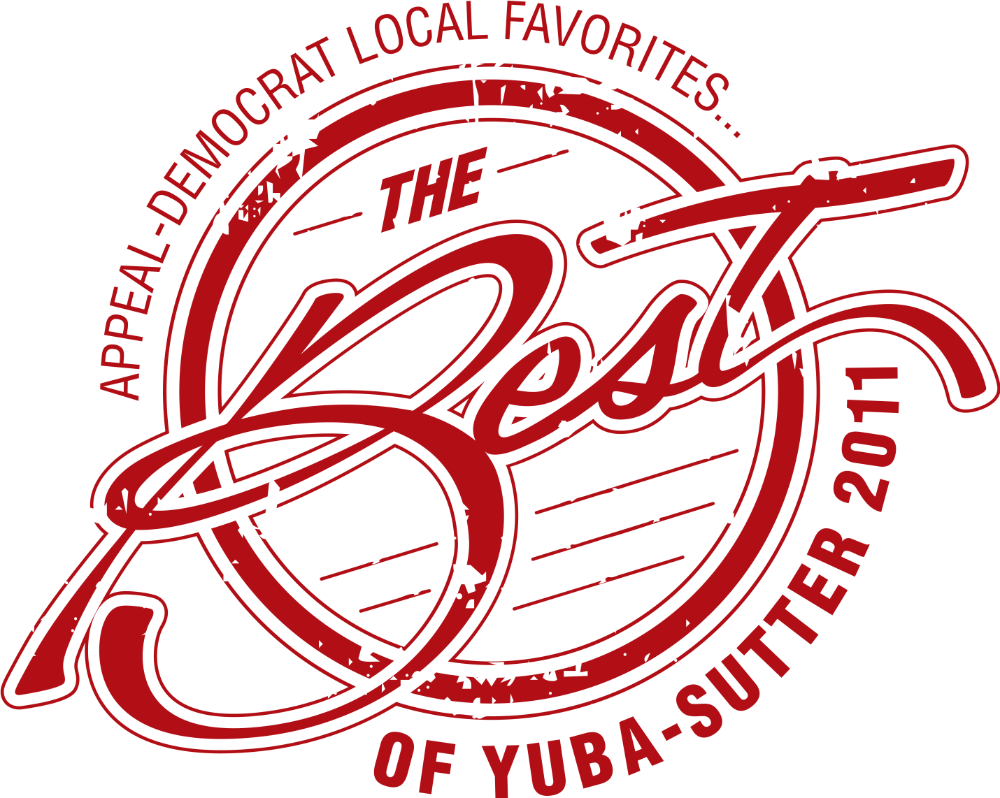 APPEAL-DEMOCRAT LOCAL FAVORITES...
THE
Best
OF YUBA-SUTTER 2011